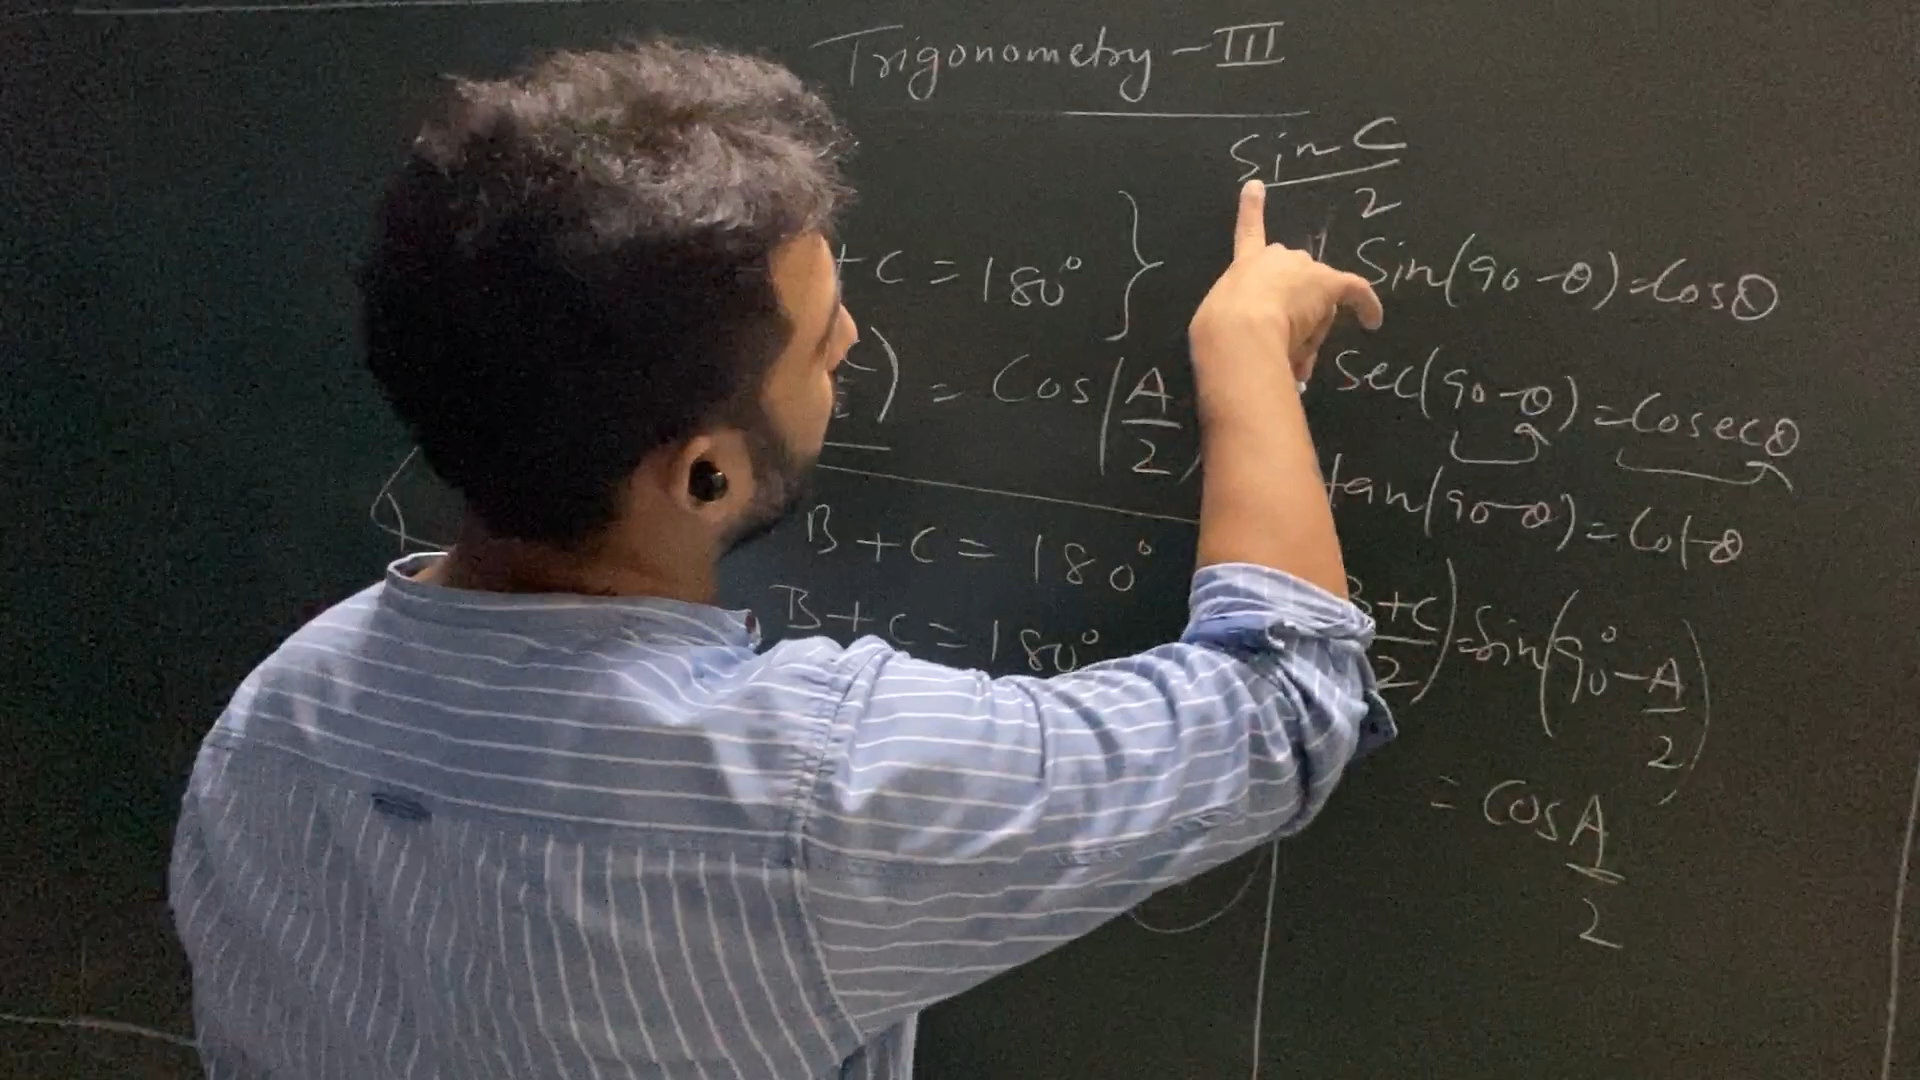 Trigonometry - III
Sin C
2
+ C = 180° }
Sin(90-θ)=Cosθ
) = Cos(A/2
Sec(90-θ)=Cosecθ
tan(90-θ)=Cotθ
B + C = 180°
B + C = 180°
B+C/2)=Sin(90°-A/2)
= Cos A/2